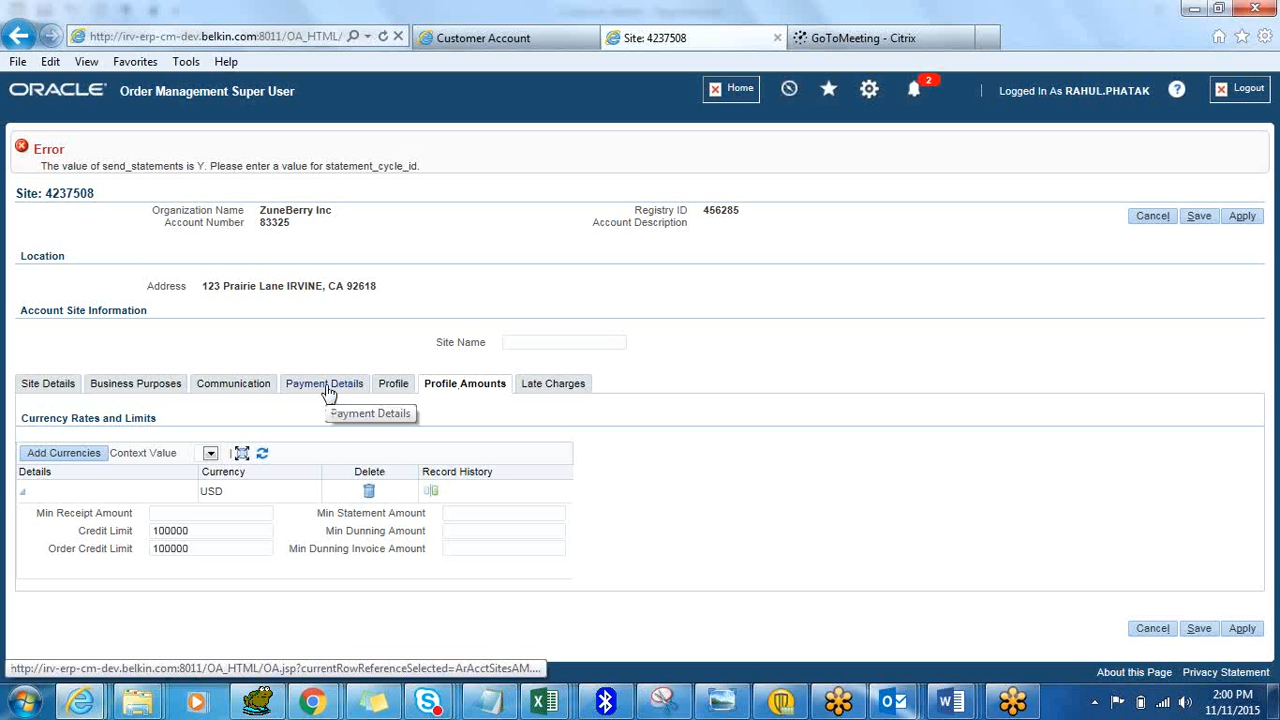 http://irv-erp-cm-dev.belkin.com:8011/OA_HTML/
Customer Account
Site: 4237508
GoToMeeting - Citrix
File Edit View Favorites Tools Help
ORACLE Order Management Super User
Home
2
Logged In As RAHUL.PHATAK
?
Logout
Error
The value of send_statements is Y. Please enter a value for statement_cycle_id.
Site: 4237508
Organization Name ZuneBerry Inc Registry ID 456285
Account Number 83325 Account Description
Cancel Save Apply
Location
Address 123 Prairie Lane IRVINE, CA 92618
Account Site Information
Site Name
Site Details Business Purposes Communication Payment Details Profile Profile Amounts Late Charges
Payment Details
Currency Rates and Limits
Add Currencies Context Value
Details Currency Delete Record History
USD
Min Receipt Amount Min Statement Amount
Credit Limit 100000 Min Dunning Amount
Order Credit Limit 100000 Min Dunning Invoice Amount
Cancel Save Apply
http://irv-erp-cm-dev.belkin.com:8011/OA_HTML/OA.jsp?currentRowReferenceSelected=ArAcctSitesAM....
About this Page Privacy Statement
2:00 PM
11/11/2015